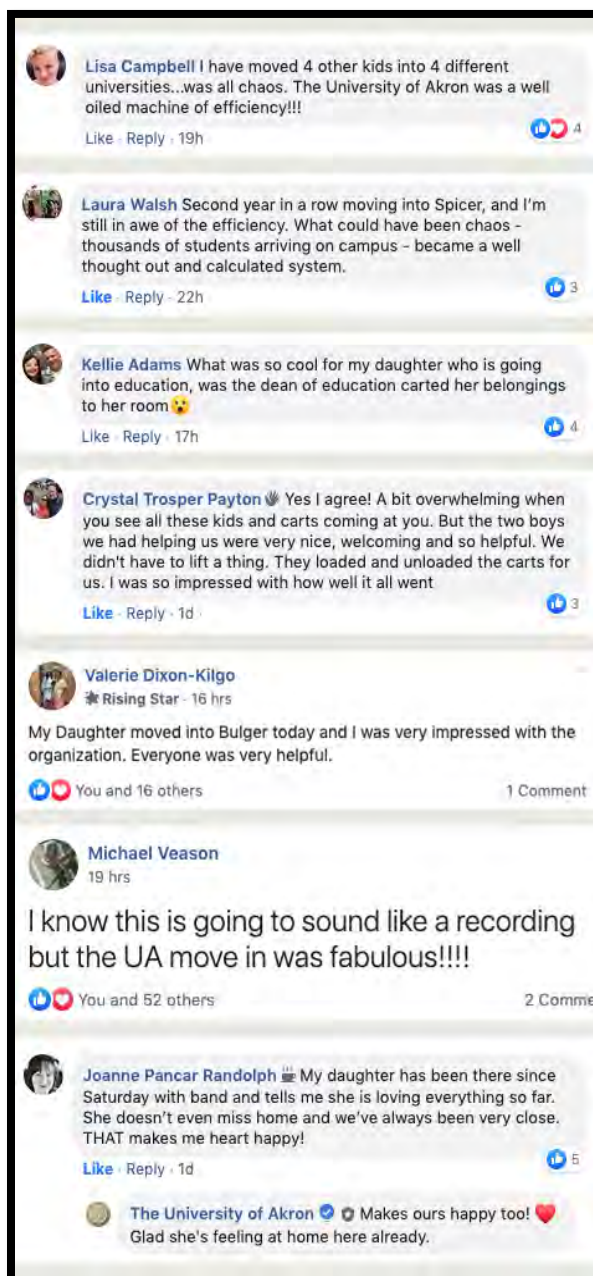 Lisa Campbell I have moved 4 other kids into 4 different
universities...was all chaos. The University of Akron was a well
oiled machine of efficiency!!!
4
Like · Reply · 19h
Laura Walsh Second year in a row moving into Spicer, and I'm
still in awe of the efficiency. What could have been chaos -
thousands of students arriving on campus - became a well
thought out and calculated system.
3
Like · Reply · 22h
Kellie Adams What was so cool for my daughter who is going
into education, was the dean of education carted her belongings
to her room😮
4
Like · Reply · 17h
Crystal Trosper Payton 👋 Yes I agree! A bit overwhelming when
you see all these kids and carts coming at you. But the two boys
we had helping us were very nice, welcoming and so helpful. We
didn't have to lift a thing. They loaded and unloaded the carts for
us. I was so impressed with how well it all went
3
Like · Reply · 1d
Valerie Dixon-Kilgo
Rising Star · 16 hrs
My Daughter moved into Bulger today and I was very impressed with the
organization. Everyone was very helpful.
You and 16 others 1 Comment
Michael Veason
19 hrs
I know this is going to sound like a recording
but the UA move in was fabulous!!!!
You and 52 others 2 Comme
Joanne Pancar Randolph My daughter has been there since
Saturday with band and tells me she is loving everything so far.
She doesn't even miss home and we've always been very close.
THAT makes me heart happy!
5
Like · Reply · 1d
The University of Akron Makes ours happy too! ❤️
Glad she's feeling at home here already.